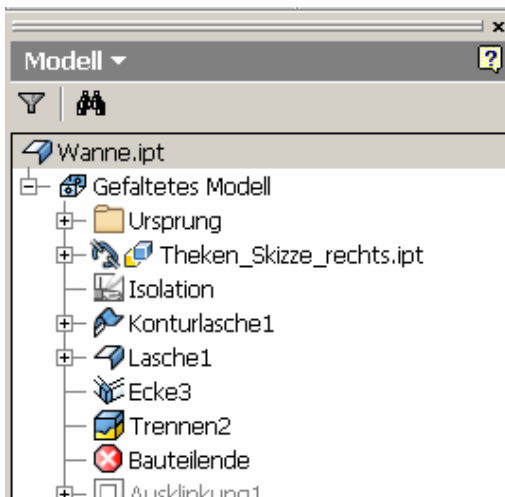 Modell
Wanne.ipt
Gefaltetes Modell
Ursprung
Theken_Skizze_rechts.ipt
Isolation
Konturlasche1
Lasche1
Ecke3
Trennen2
Bauteilende
Ausklinkung1